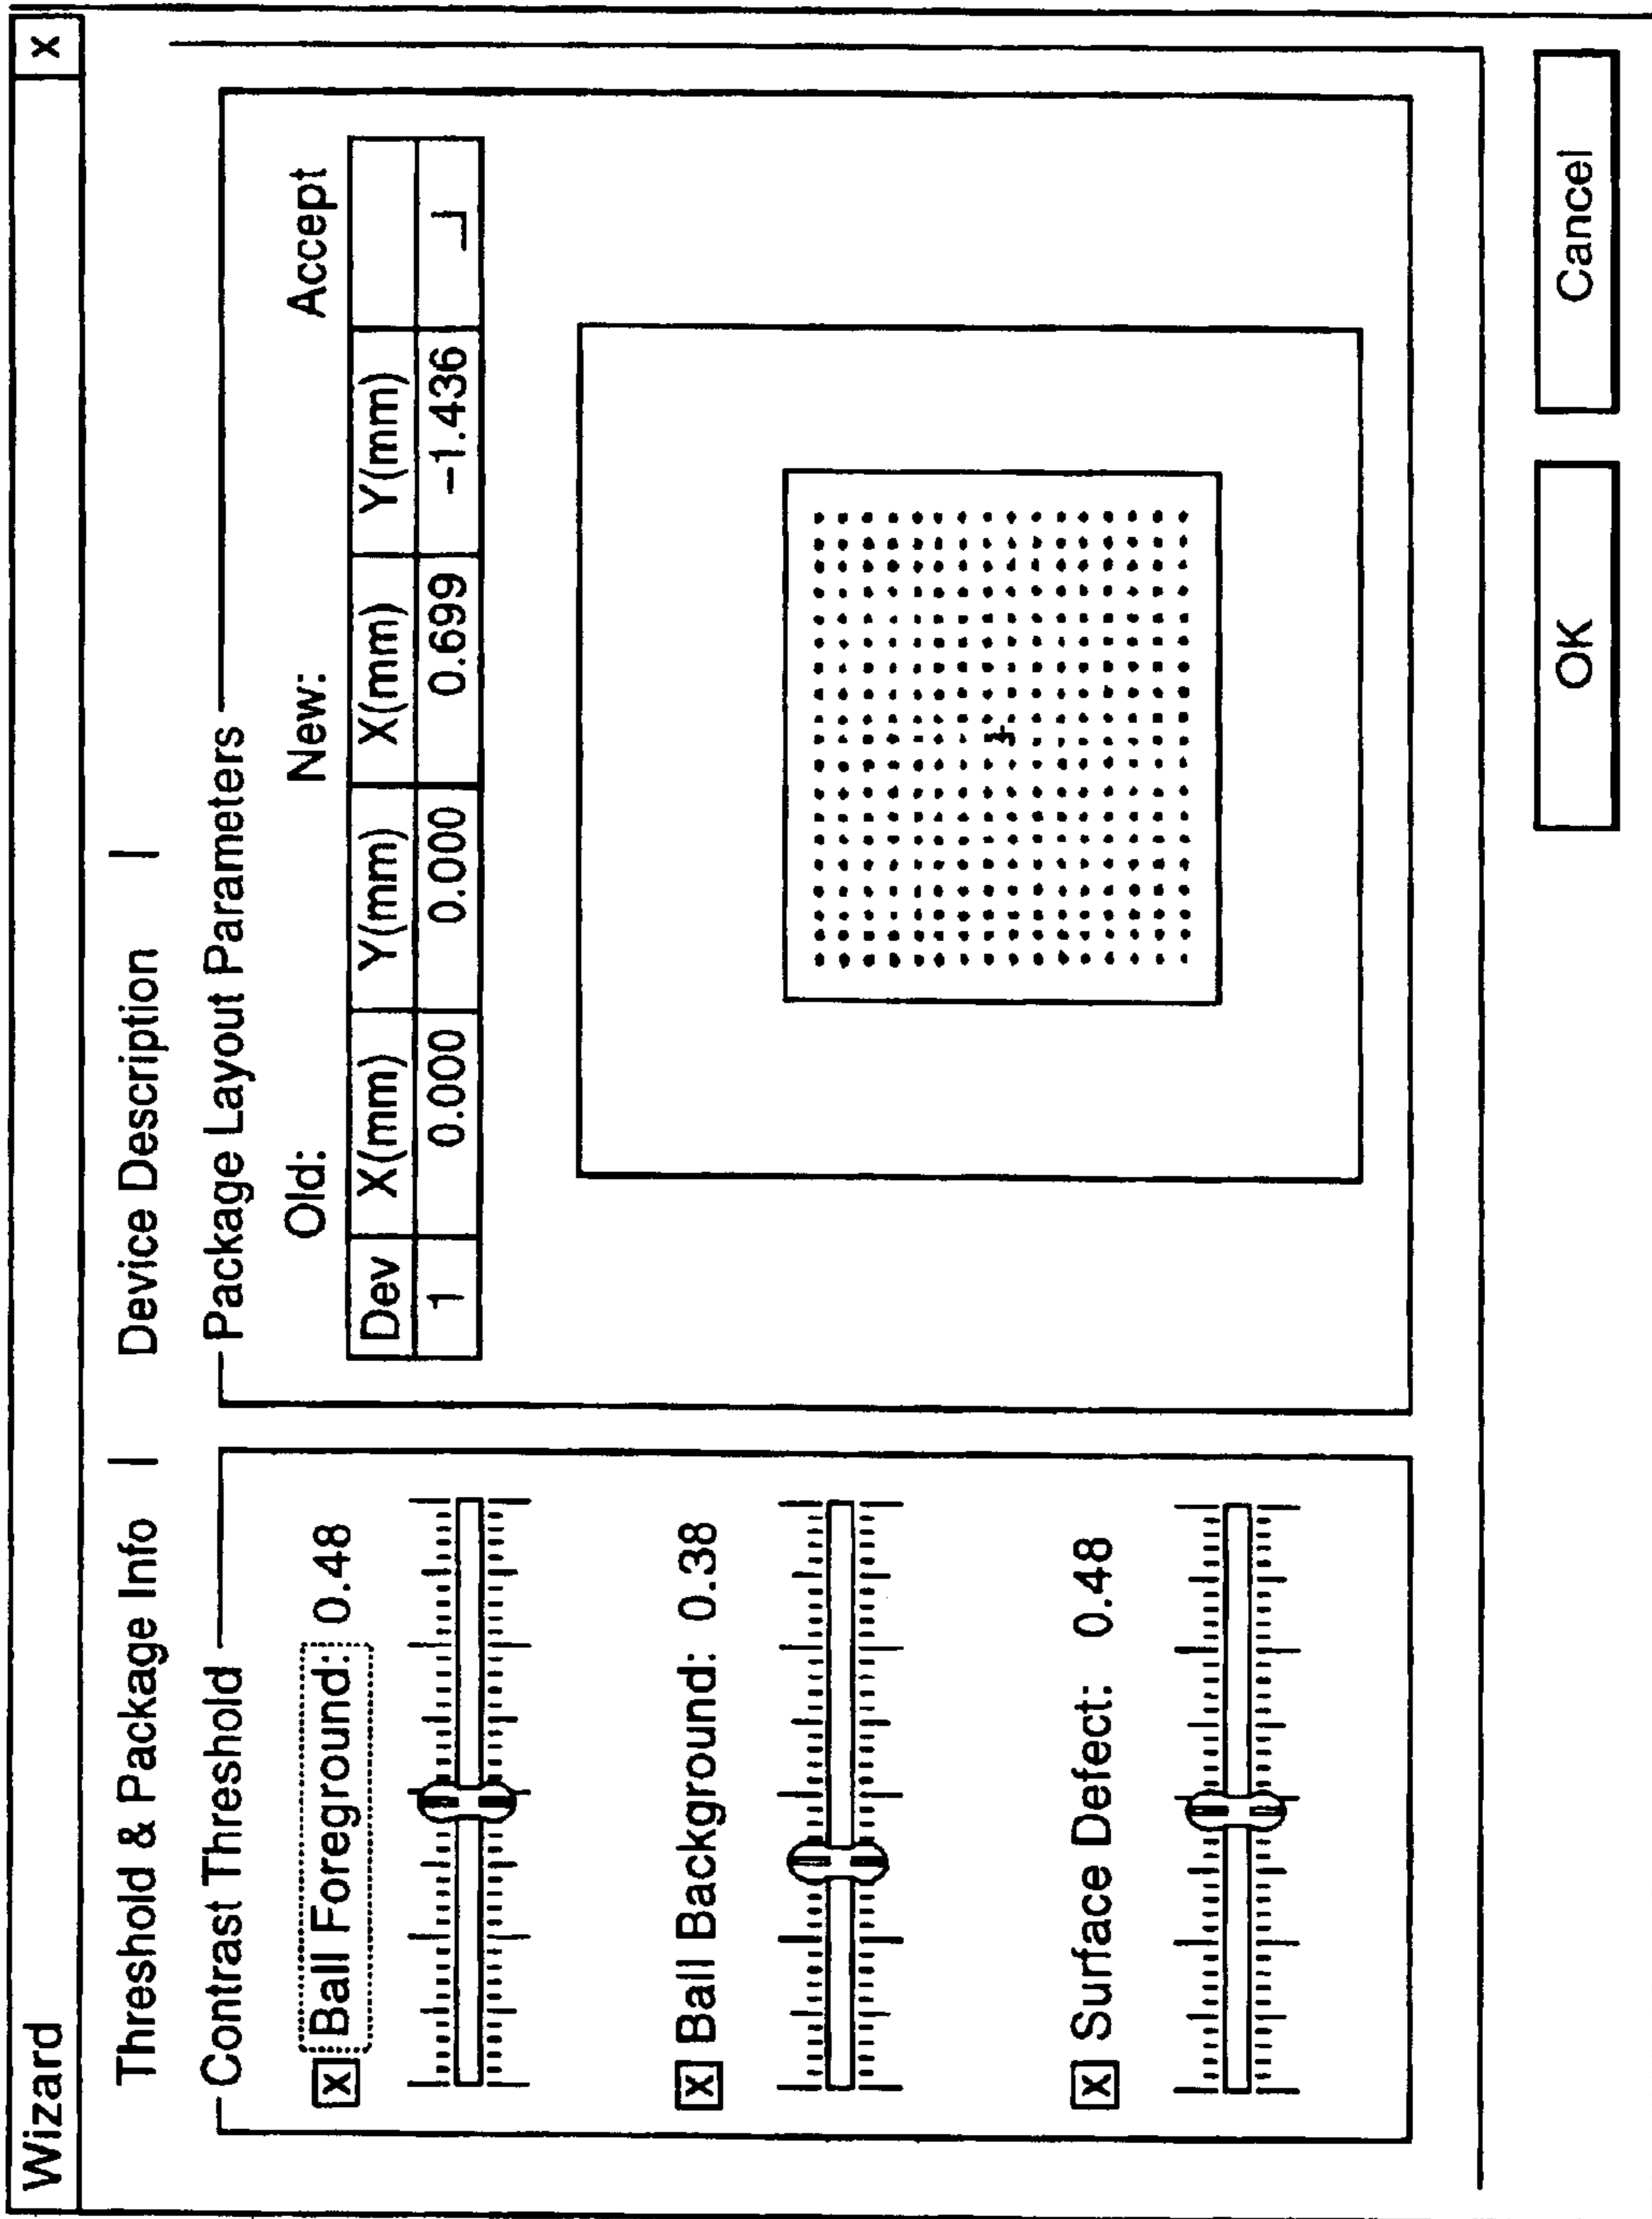 Wizard X
Threshold & Package Info | Device Description |
Contrast Threshold
X Ball Foreground: 0.48
X Ball Background: 0.38
X Surface Defect: 0.48
Package Layout Parameters
Old: New: Accept
Dev X(mm) Y(mm) X(mm) Y(mm)
1 0.000 0.000 0.699 -1.436
OK Cancel